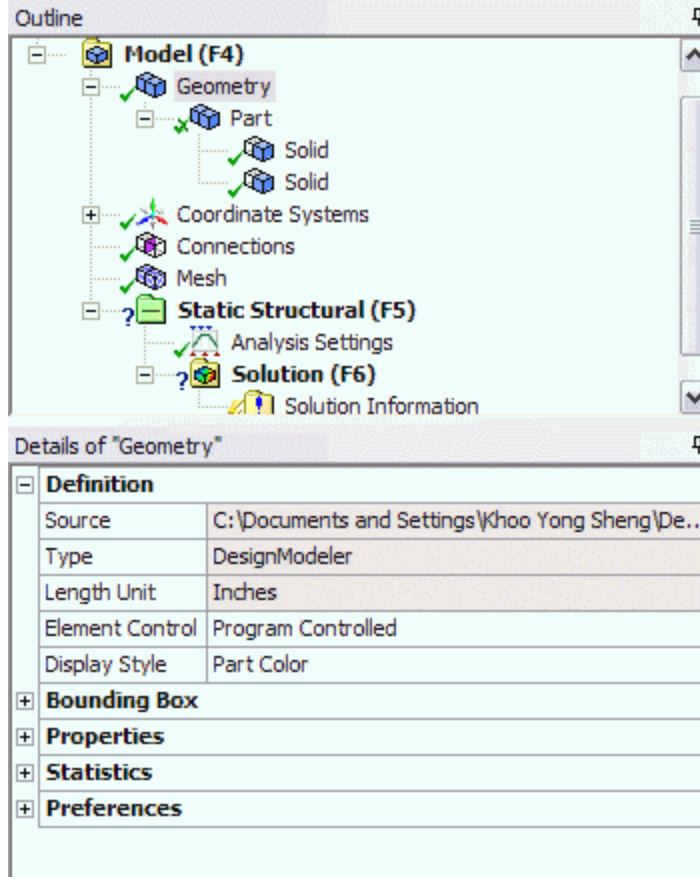 Outline
Model (F4)
Geometry
Part
Solid
Solid
Coordinate Systems
Connections
Mesh
Static Structural (F5)
Analysis Settings
Solution (F6)
Solution Information
Details of "Geometry"
Definition
Source C:\Documents and Settings\Khoo Yong Sheng\De...
Type DesignModeler
Length Unit Inches
Element Control Program Controlled
Display Style Part Color
Bounding Box
Properties
Statistics
Preferences